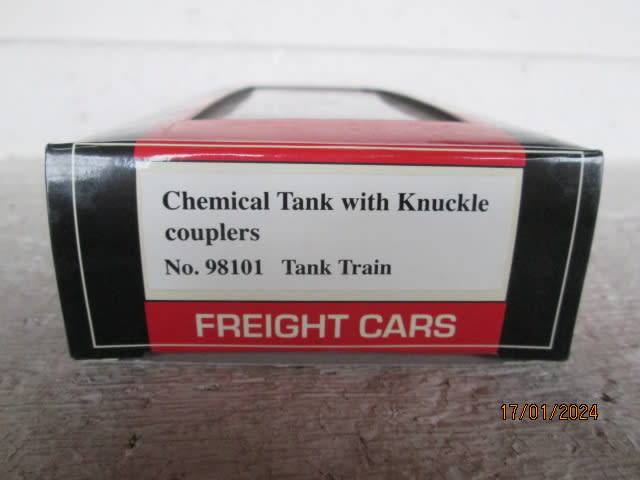 Chemical Tank with Knuckle
couplers
No. 98101 Tank Train
FREIGHT CARS
17/01/2024